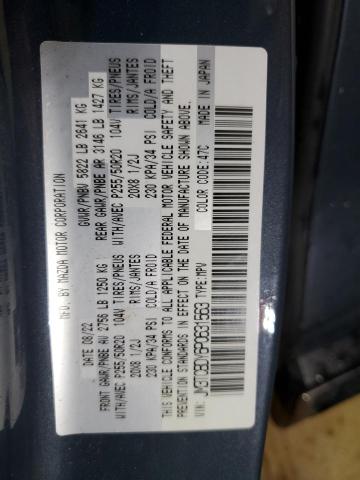 MFG. BY MAZDA MOTOR CORPORATION
DATE 08/22 GVWR/PNBV 5822 LB 2641 KG
FRONT GAWR/PNBE AV 2756 LB 1250 KG REAR GAWR/PNBE AR 3146 LB 1427 KG
WITH/AVEC P255/50R20 104V TIRES/PNEUS WITH/AVEC P255/50R20 104V TIRES/PNEUS
20X8 1/2J RIMS/JANTES 20X8 1/2J RIMS/JANTES
230 KPA/34 PSI COLD/A FROID 230 KPA/34 PSI COLD/A FROID
THIS VEHICLE CONFORMS TO ALL APPLICABLE FEDERAL MOTOR VEHICLE SAFETY AND THEFT
PREVENTION STANDARDS IN EFFECT ON THE DATE OF MANUFACTURE SHOWN ABOVE.
VIN: TYPE:MPV COLOR CODE:47C MADE IN JAPAN